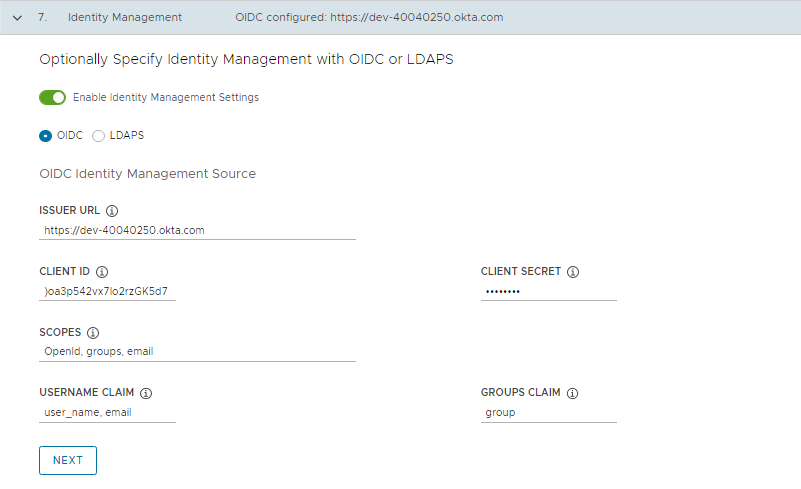 7. Identity Management OIDC configured: https://dev-40040250.okta.com
Optionally Specify Identity Management with OIDC or LDAPS
Enable Identity Management Settings
OIDC LDAPS
OIDC Identity Management Source
ISSUER URL
https://dev-40040250.okta.com
CLIENT ID CLIENT SECRET
)oa3p542vx7lo2rzGK5d7 ••••••••
SCOPES
OpenId, groups, email
USERNAME CLAIM GROUPS CLAIM
user_name, email group
NEXT